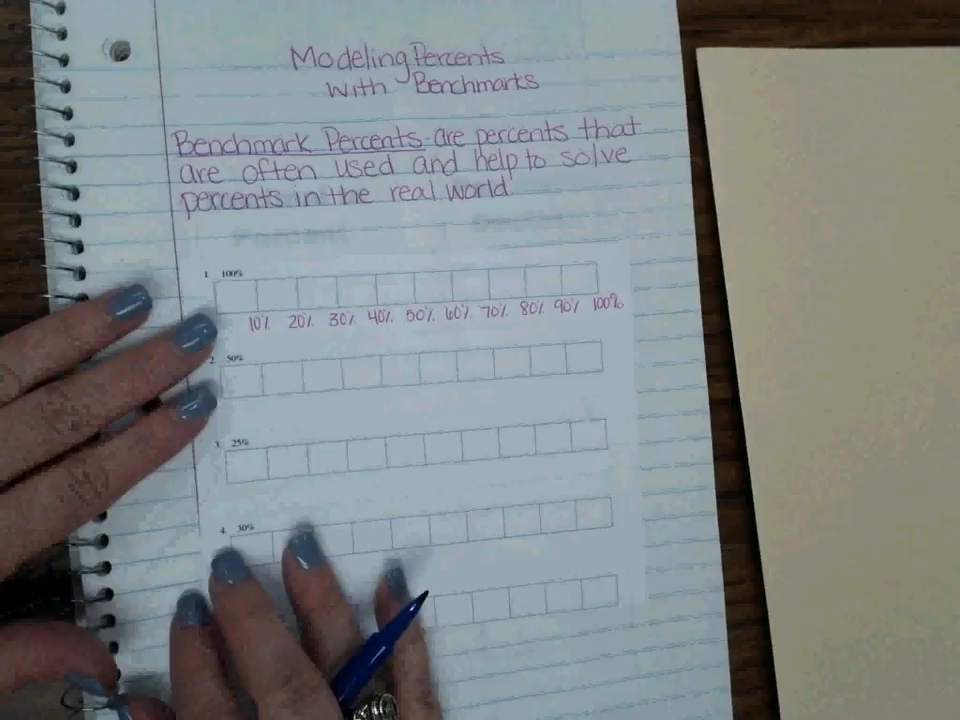 Modeling Percents
With Benchmarks
Benchmark Percents - are percents that
are often used and help to solve
percents in the real world.
1. 100%
10% 20% 30% 40% 50% 60% 70% 80% 90% 100%
2. 50%
3. 25%
4. 30%